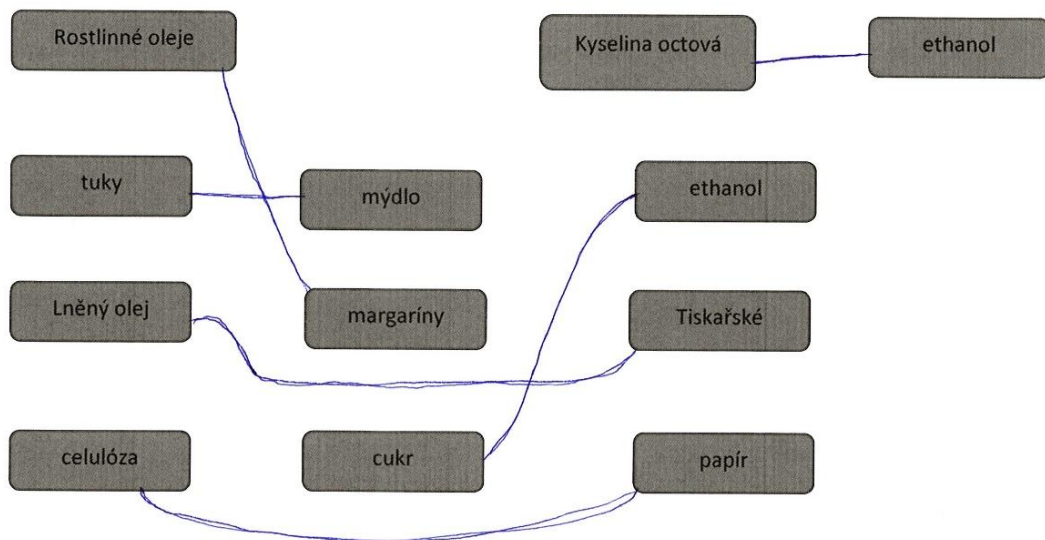 Rostlinné oleje
Kyselina octová
ethanol
tuky
mýdlo
ethanol
Lněný olej
margaríny
Tiskařské
celulóza
cukr
papír